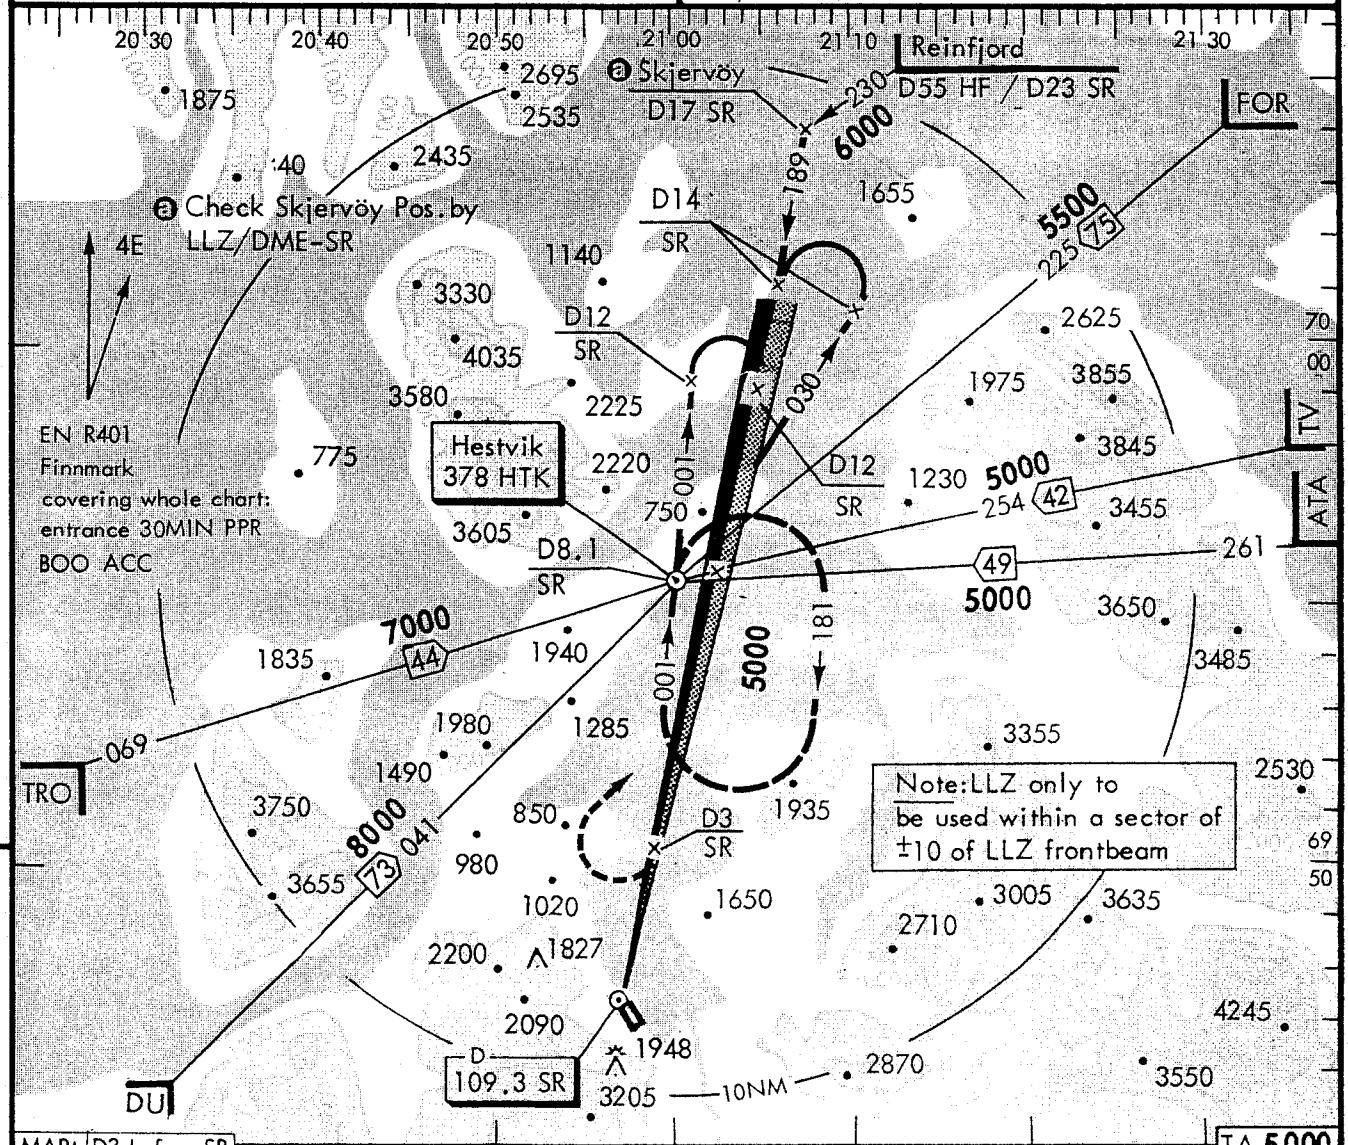 20 30
20 40
20 50
21 00
21 10
21 30
Reinfjord
D55 HF / D23 SR
a Skjervöy
D17 SR
230
6000
FOR
2695
2535
1875
2435
189
1655
a Check Skjervöy Pos.by
LLZ/DME-SR
D14
SR
5500
225 75
4E
1140
3330
D12
SR
2625
70
00
4035
3580
2225
030
1975
3855
TV
EN R401
Finnmark
covering whole chart:
entrance 30MIN PPR
BOO ACC
775
Hestvik
378 HTK
2220
001
D12
SR
3845
1230
5000
254 42
3455
ATA
3605
750
D8.1
SR
261
49
5000
181
3650
3485
7000
44
1835
1940
001
5000
069
TRO
1980
1490
1285
3355
2530
Note:LLZ only to
be used within a sector of
±10 of LLZ frontbeam
3750
8000
041
73
850
1935
D3
SR
69
50
980
3655
1020
1650
3005
3635
2710
2200
1827
2090
4245
D
109.3 SR
1948
3205
10NM
2870
3550
DU
TA 5000